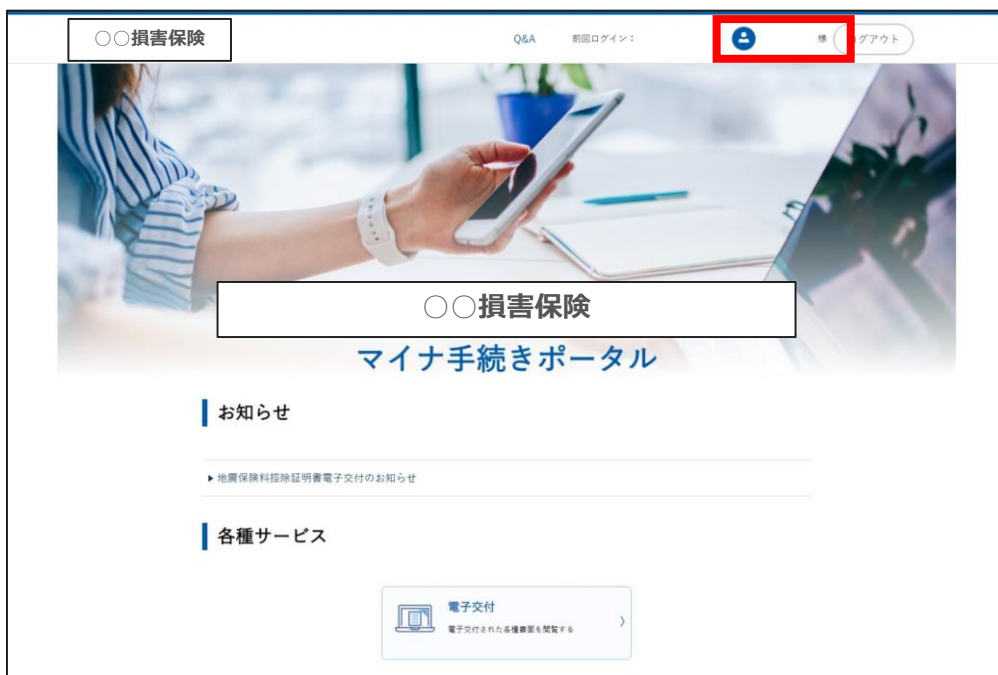 ○○損害保険
Q&A 前回ログイン： 様 ログアウト
○○損害保険
マイナ手続きポータル
お知らせ
▶ 地震保険料控除証明書電子交付のお知らせ
各種サービス
電子交付
電子交付された各種書面を閲覧する